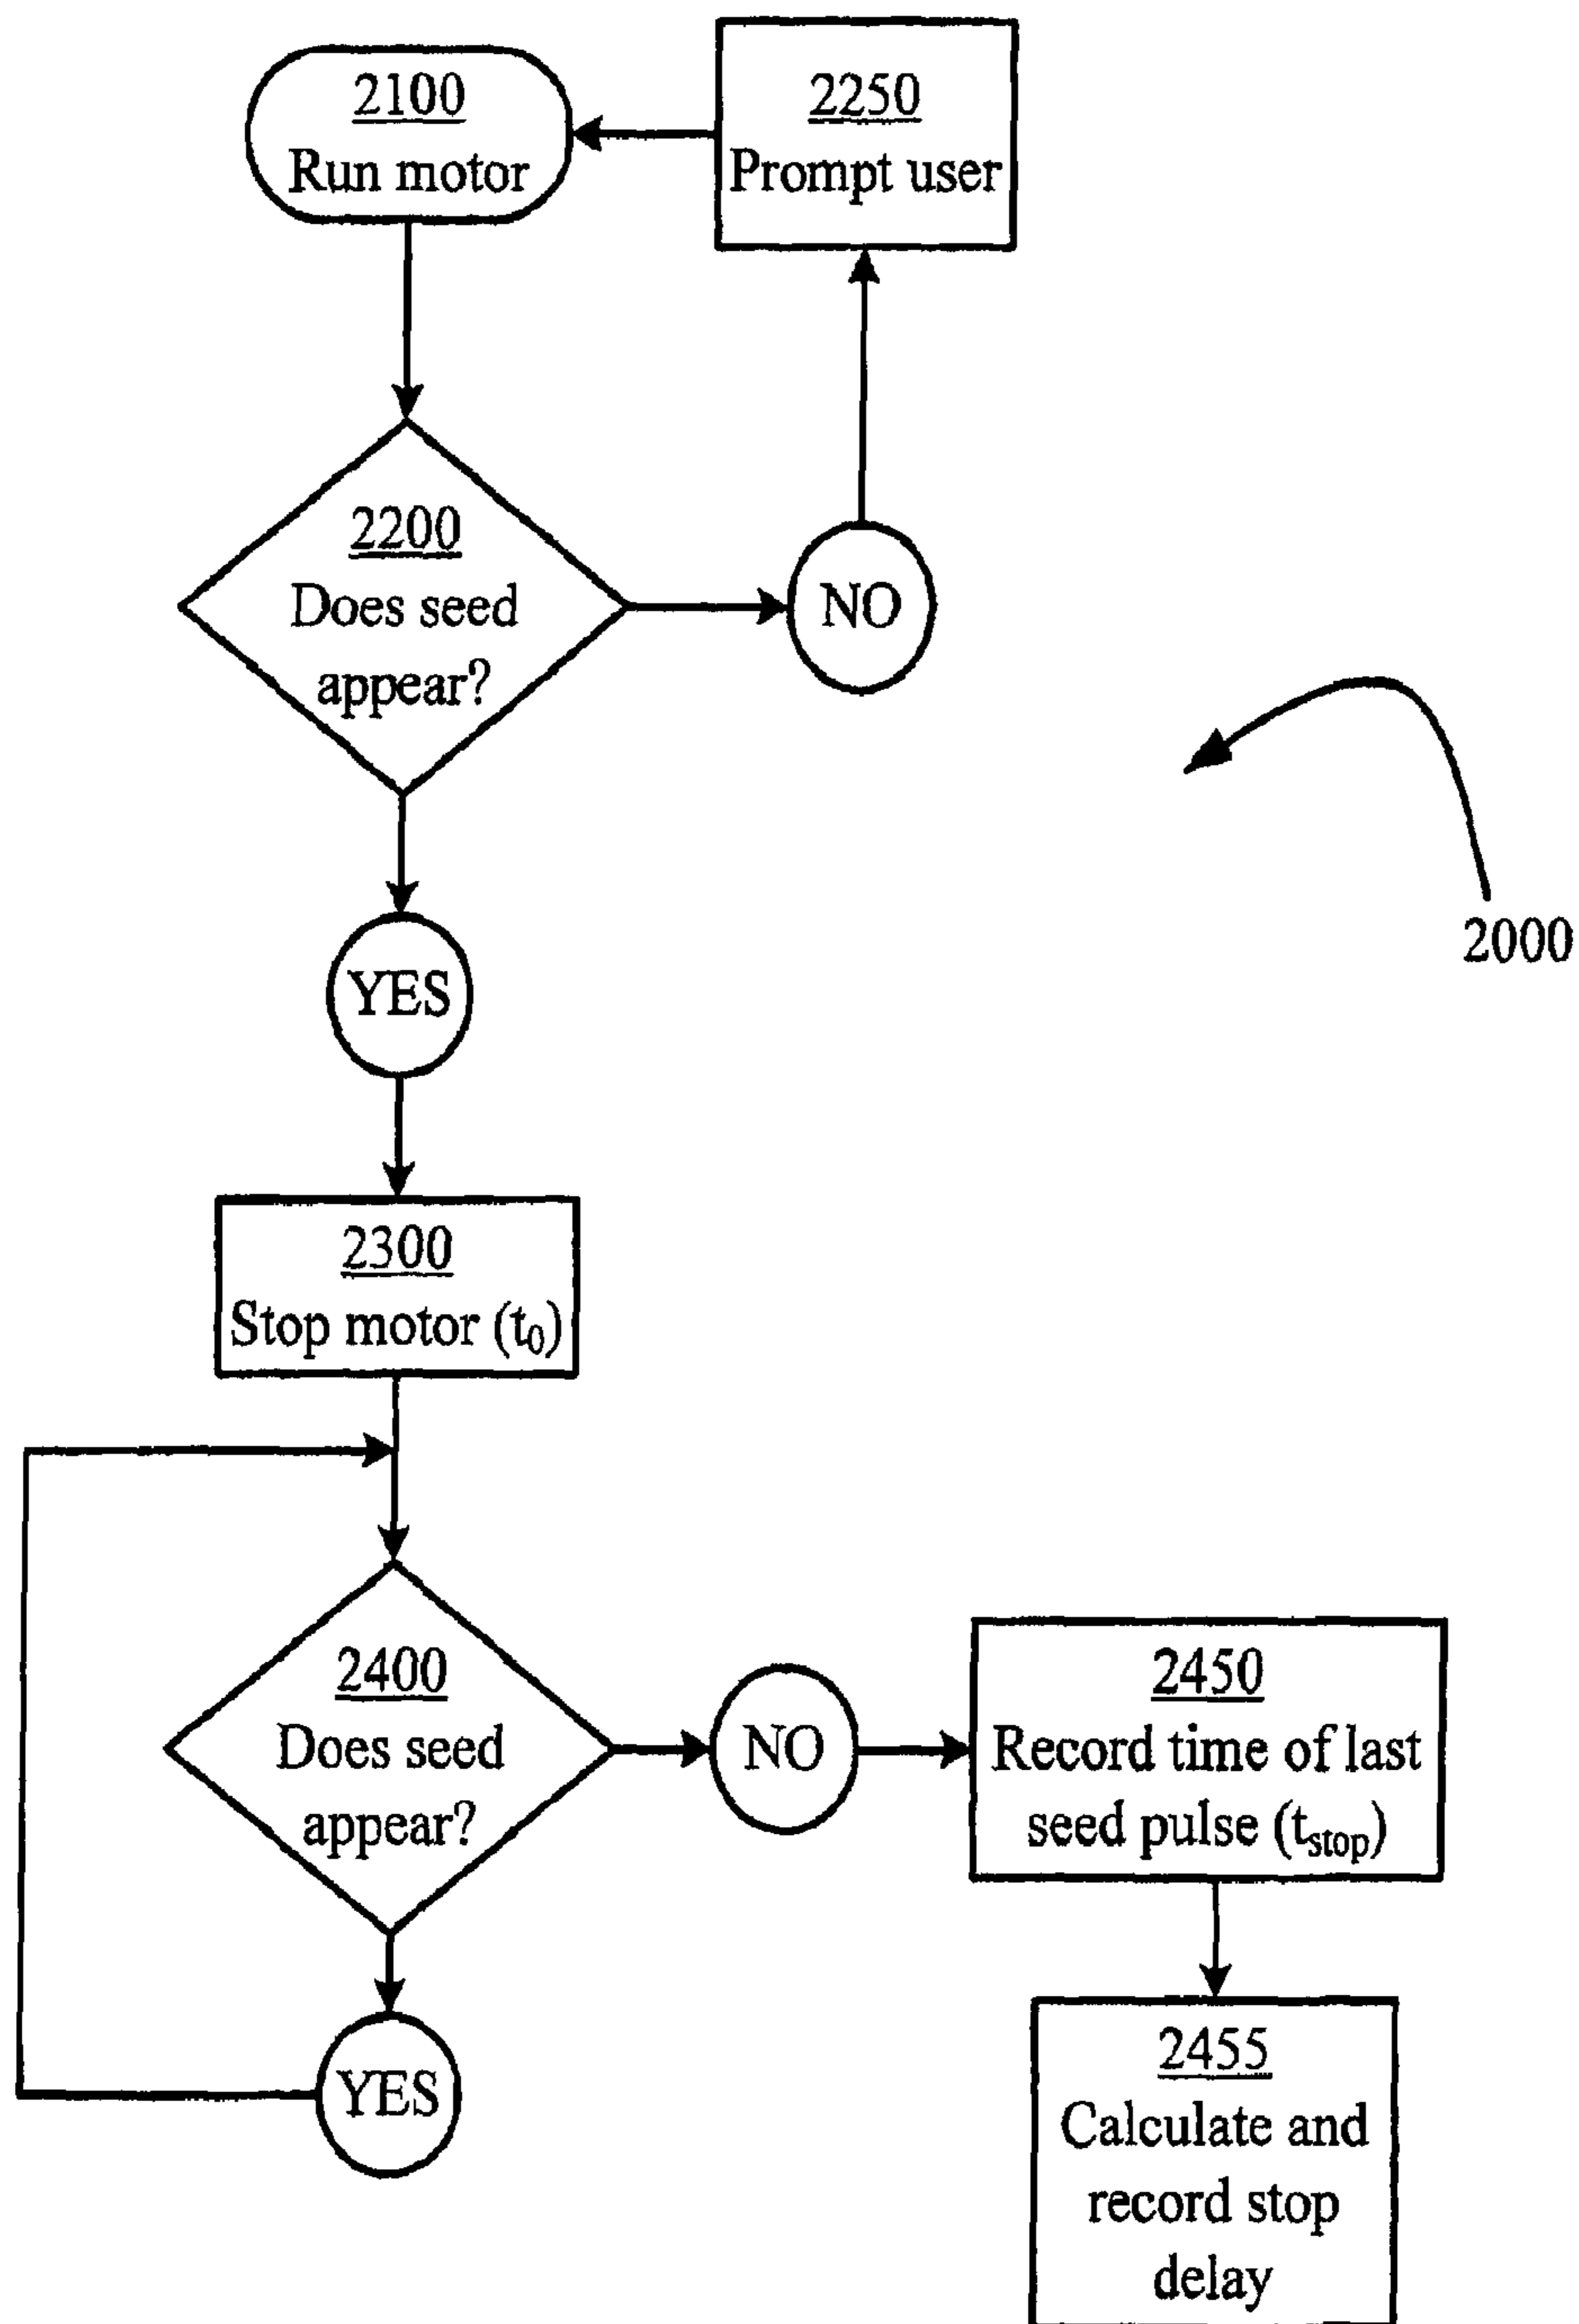 2100
Run motor
2250
Prompt user
2200
Does seed
appear?
NO
2000
YES
2300
Stop motor (t₀)
2400
Does seed
appear?
NO
2450
Record time of last
seed pulse (tstop)
YES
2455
Calculate and
record stop
delay